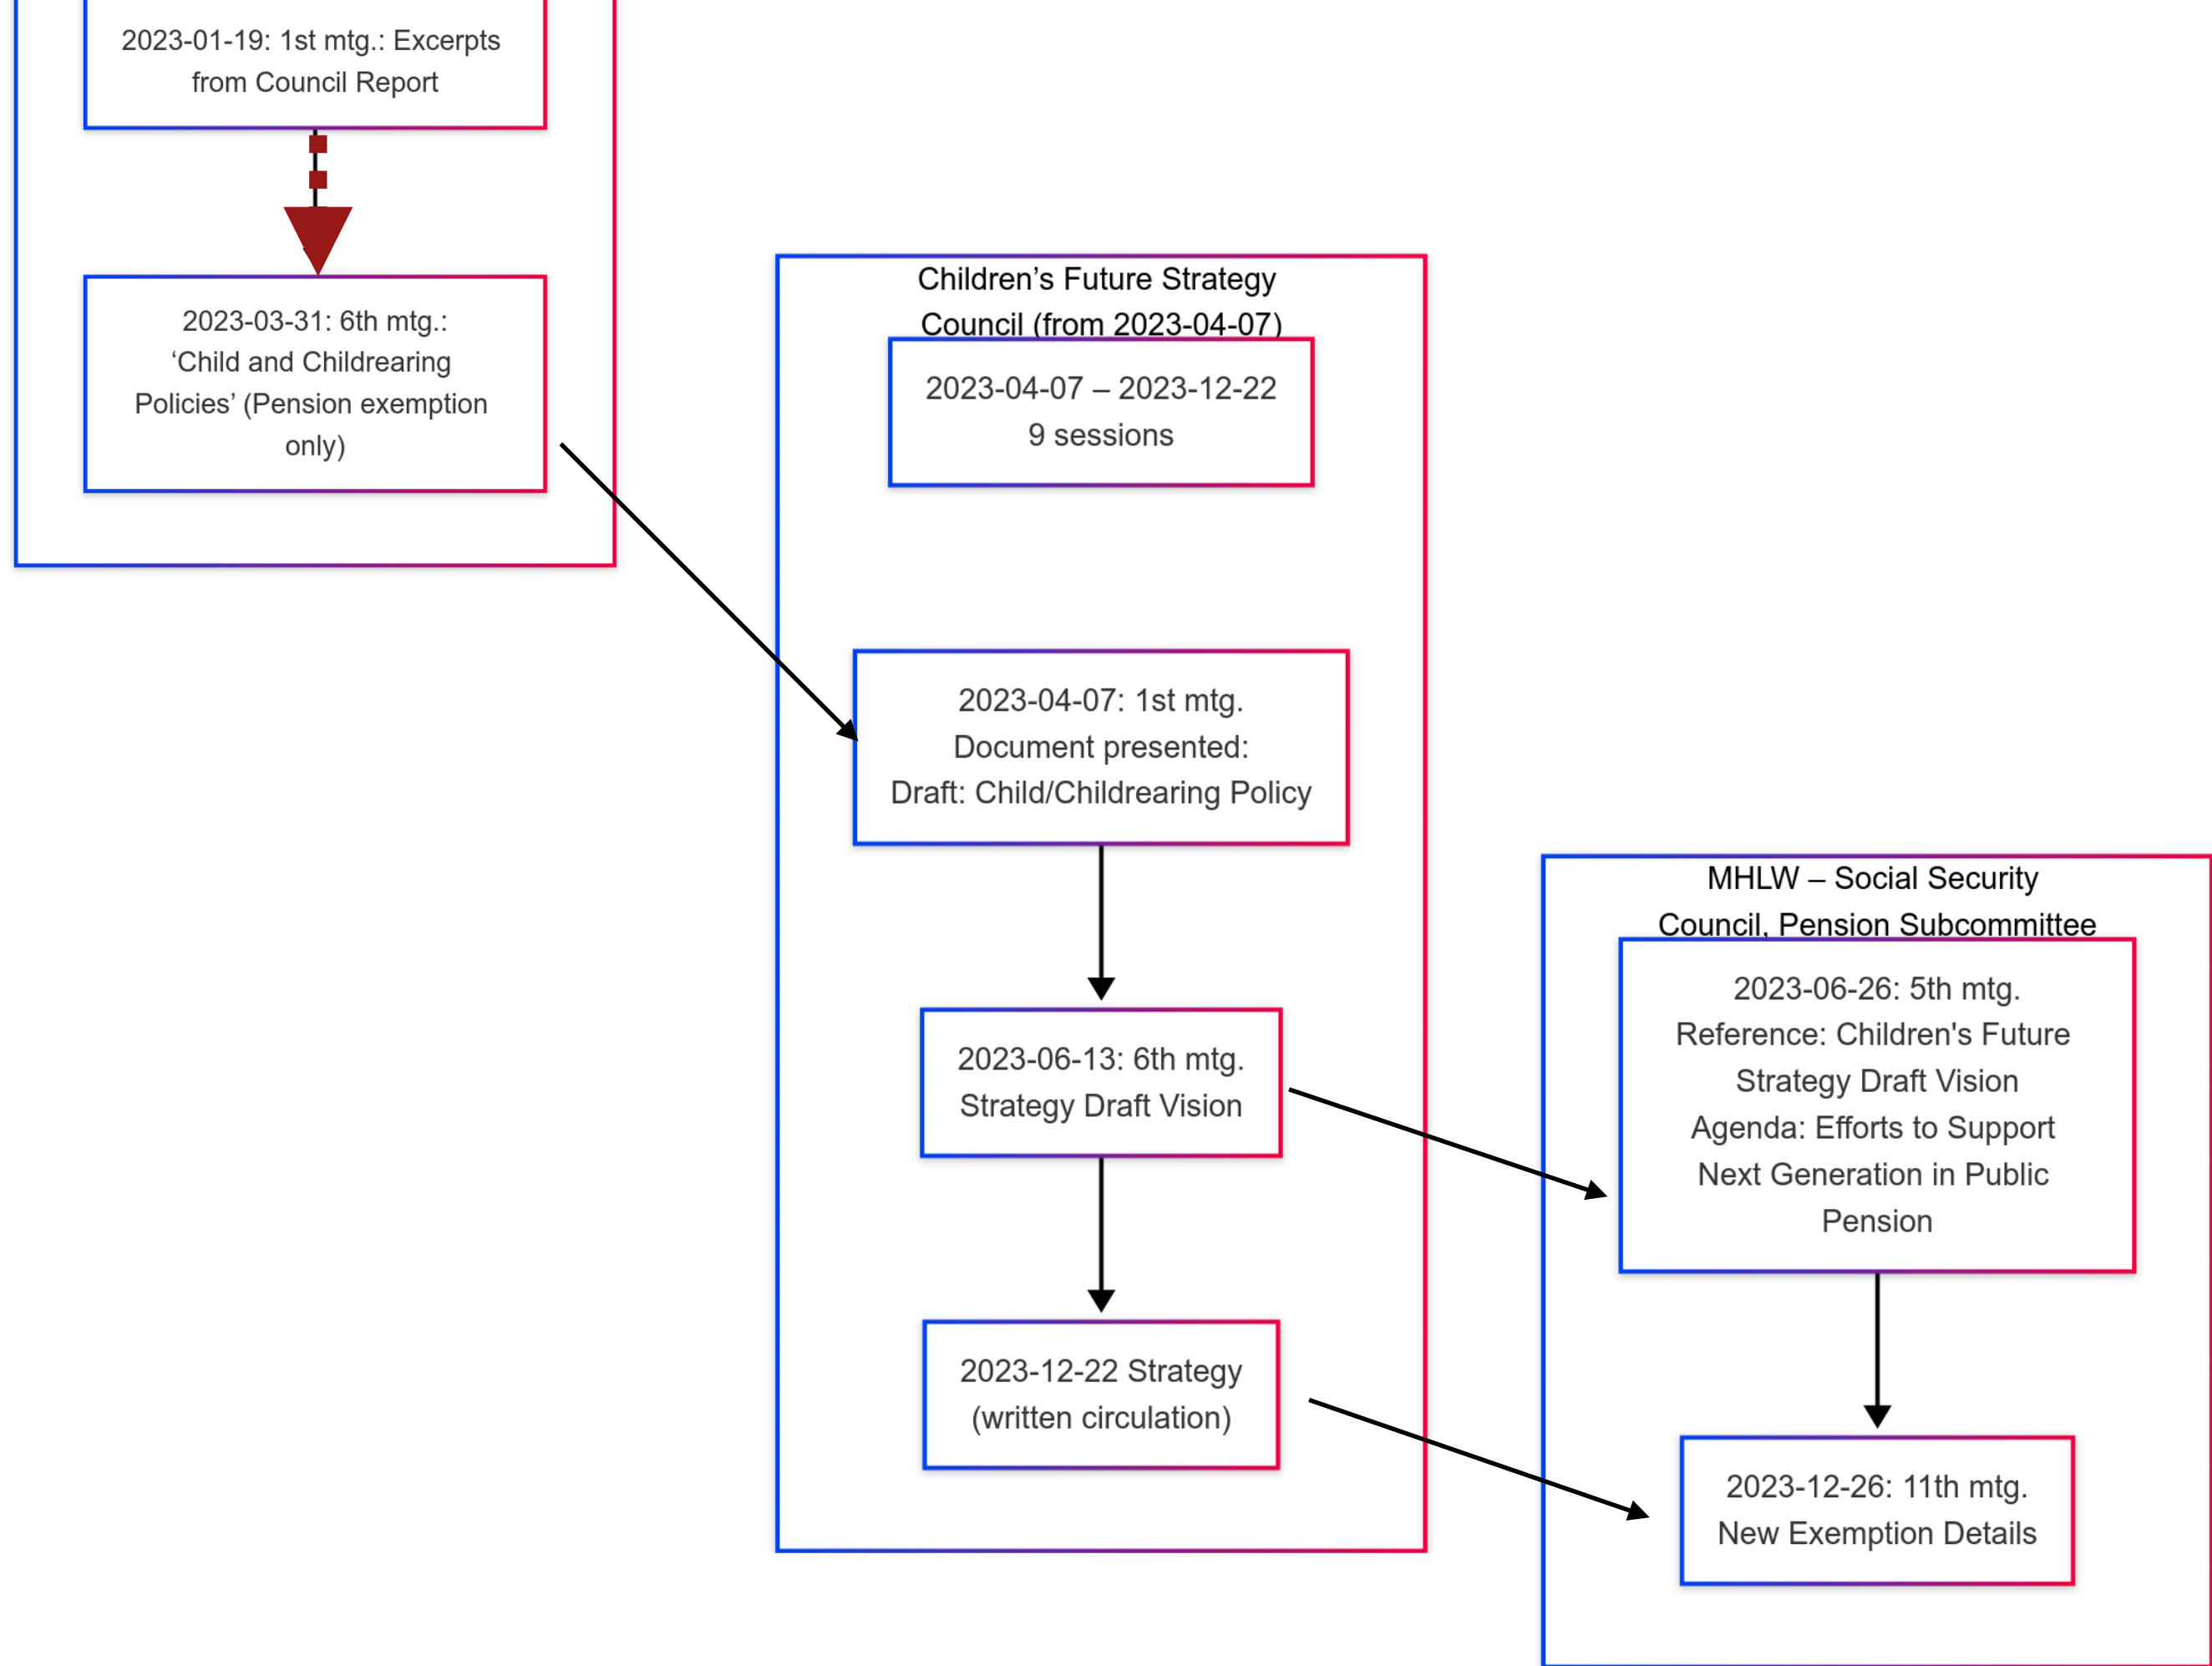 2023-01-19: 1st mtg.: Excerpts
from Council Report
2023-03-31: 6th mtg.:
‘Child and Childrearing
Policies’ (Pension exemption
only)
Children’s Future Strategy
Council (from 2023-04-07)
2023-04-07 – 2023-12-22
9 sessions
2023-04-07: 1st mtg.
Document presented:
Draft: Child/Childrearing Policy
2023-06-13: 6th mtg.
Strategy Draft Vision
2023-12-22 Strategy
(written circulation)
MHLW – Social Security
Council, Pension Subcommittee
2023-06-26: 5th mtg.
Reference: Children's Future
Strategy Draft Vision
Agenda: Efforts to Support
Next Generation in Public
Pension
2023-12-26: 11th mtg.
New Exemption Details